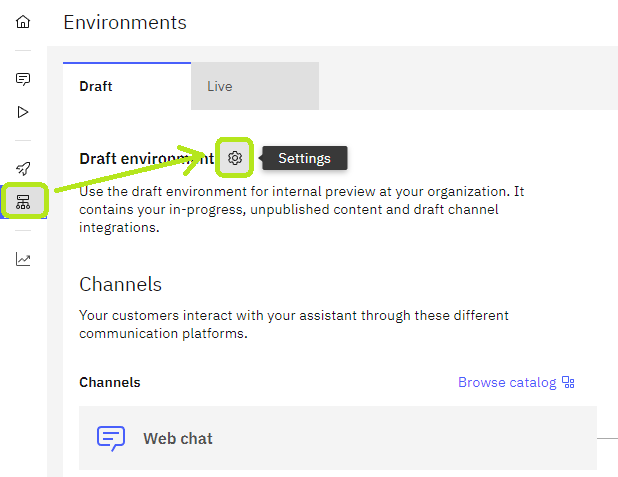 Environments
Draft
Live
Draft environment
Settings
Use the draft environment for internal preview at your organization. It
contains your in-progress, unpublished content and draft channel
integrations.
Channels
Your customers interact with your assistant through these different
communication platforms.
Channels
Browse catalog
Web chat